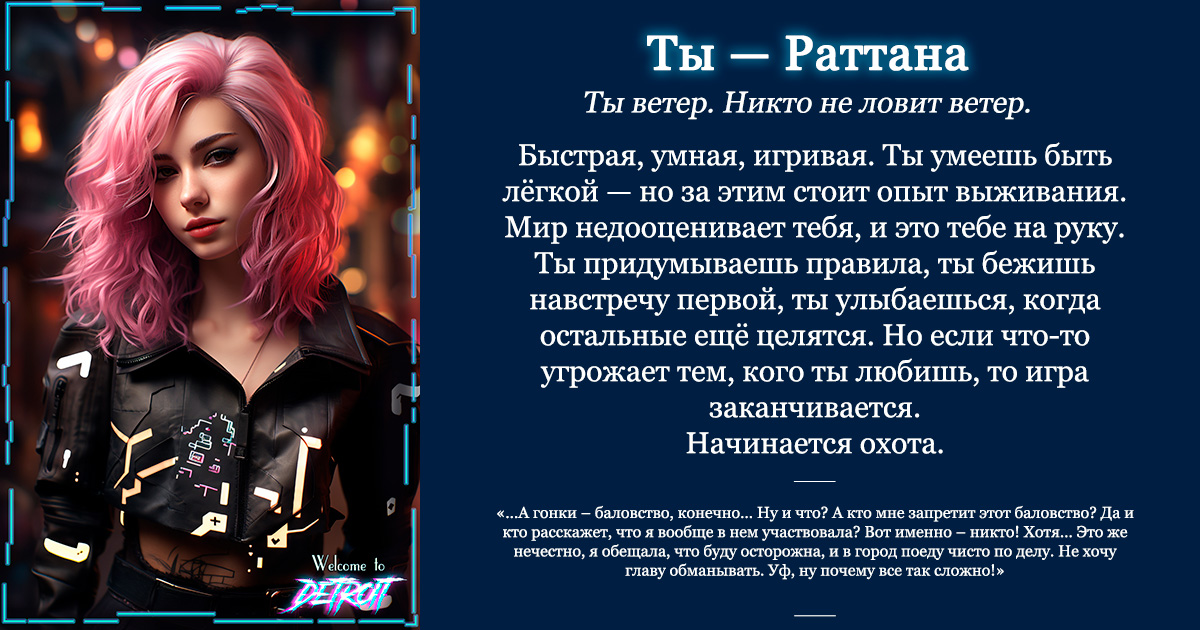 Ты — Раттана
Ты ветер. Никто не ловит ветер.
Быстрая, умная, игривая. Ты умеешь быть
лёгкой — но за этим стоит опыт выживания.
Мир недооценивает тебя, и это тебе на руку.
Ты придумываешь правила, ты бежишь
навстречу первой, ты улыбаешься, когда
остальные ещё целятся. Но если что-то
угрожает тем, кого ты любишь, то игра
заканчивается.
Начинается охота.
«...А гонки – баловство, конечно... Ну и что? А кто мне запретит этот баловство? Да и
кто расскажет, что я вообще в нем участвовала? Вот именно – никто! Хотя... Это же
нечестно, я обещала, что буду осторожна, и в город поеду чисто по делу. Не хочу
главу обманывать. Уф, ну почему все так сложно!»
Welcome to
DETROIT